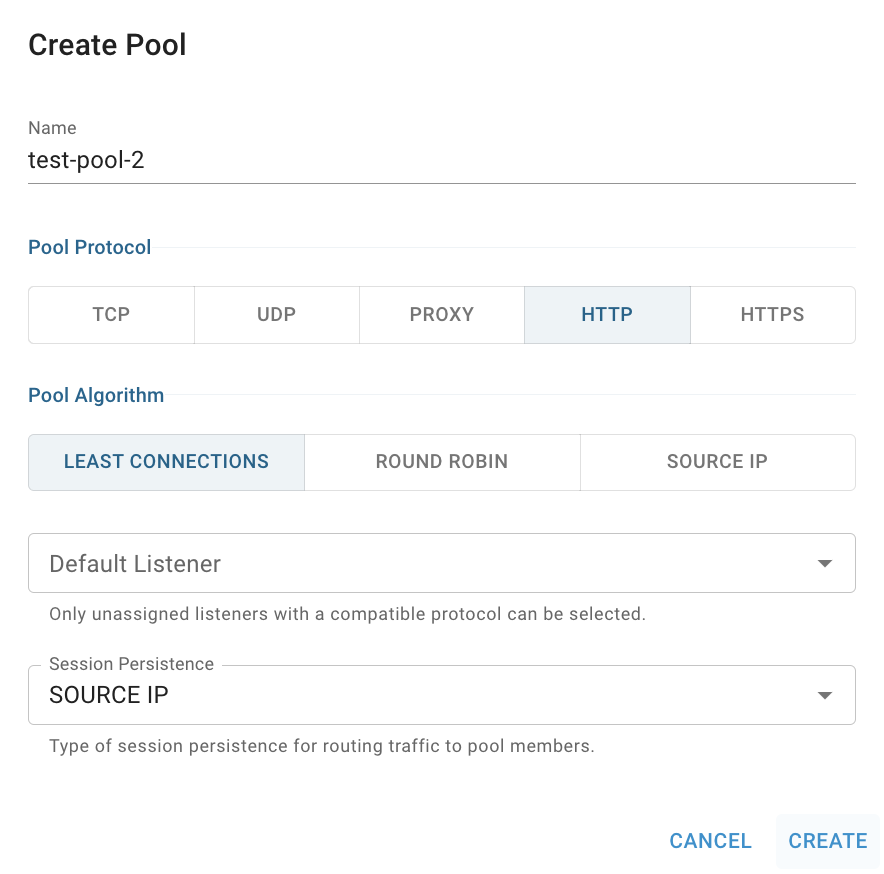 Create Pool
Name
test-pool-2
Pool Protocol
TCP UDP PROXY HTTP HTTPS
Pool Algorithm
LEAST CONNECTIONS ROUND ROBIN SOURCE IP
Default Listener
Only unassigned listeners with a compatible protocol can be selected.
Session Persistence
SOURCE IP
Type of session persistence for routing traffic to pool members.
CANCEL CREATE